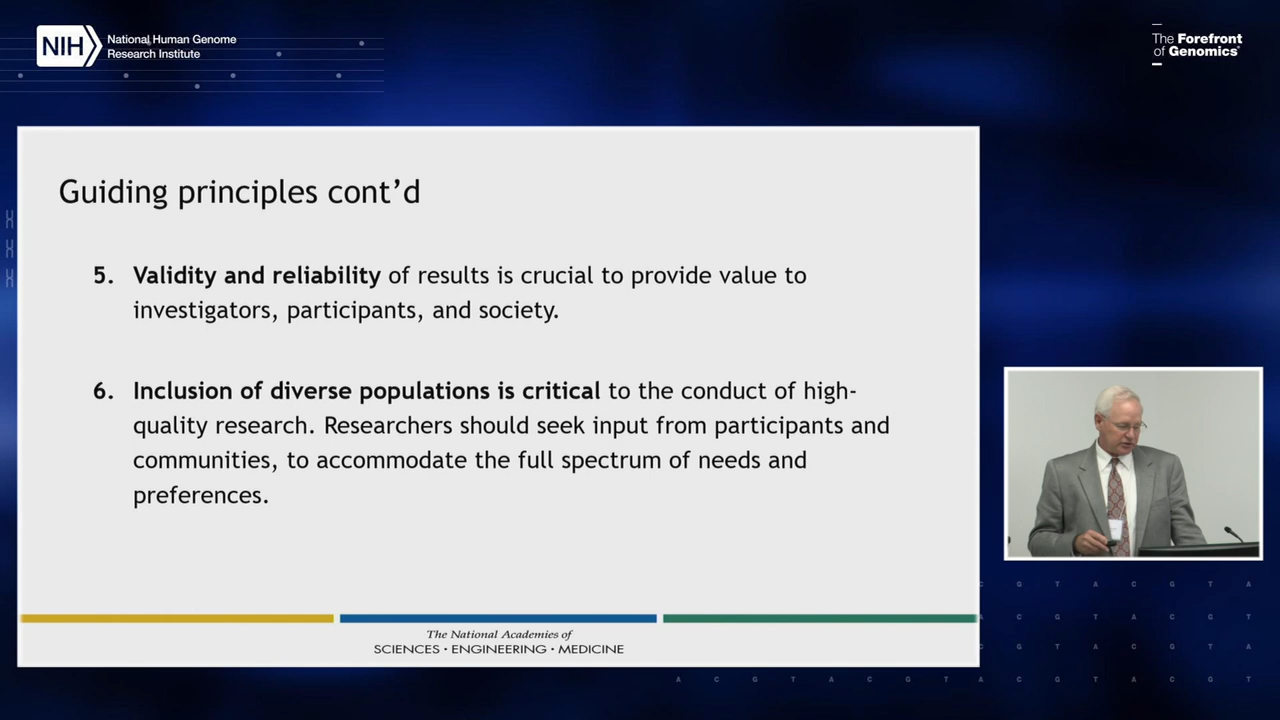 NIH
National Human Genome
Research Institute
The Forefront
of Genomics®
Guiding principles cont’d
5. Validity and reliability of results is crucial to provide value to
investigators, participants, and society.
6. Inclusion of diverse populations is critical to the conduct of high-
quality research. Researchers should seek input from participants and
communities, to accommodate the full spectrum of needs and
preferences.
The National Academies of
SCIENCES · ENGINEERING · MEDICINE
C G T A C G T A
A C G T A C G T
C G T A C G T A
A C G T A C G T A C G T A C G T